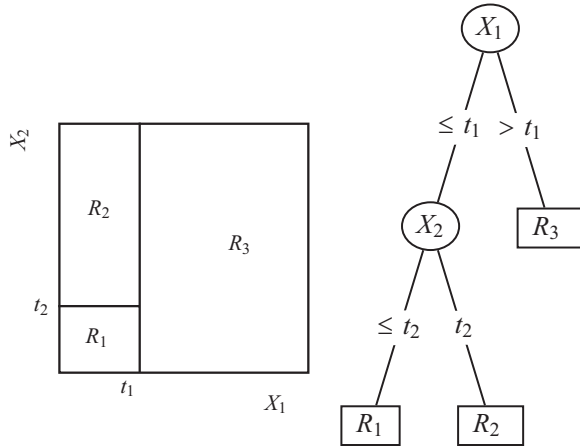 X₂
R₂
R₃
t₂
R₁
t₁
X₁
X₁
≤ t₁ > t₁
X₂ R₃
≤ t₂ t₂
R₁ R₂